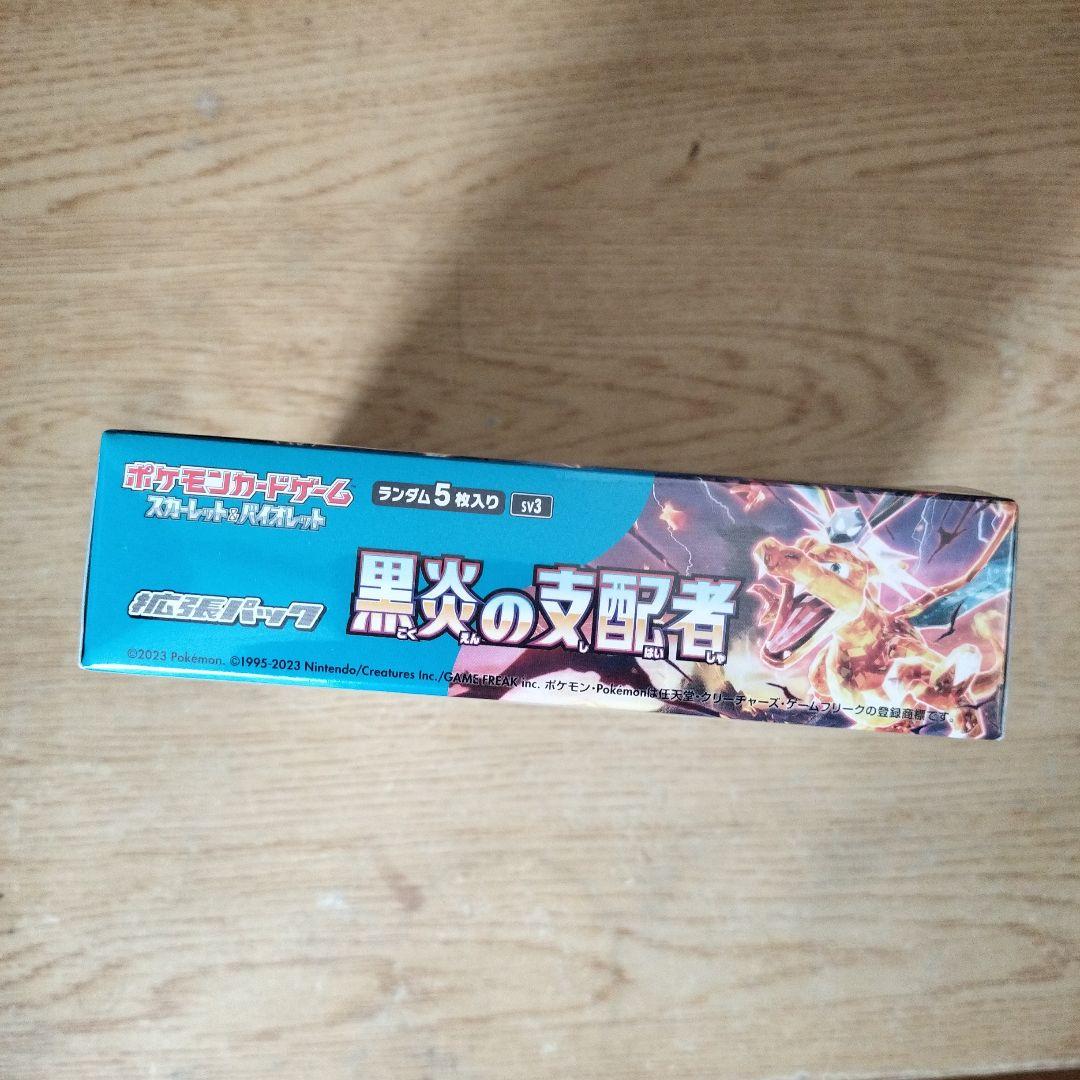 ポケモンカードゲーム™
スカーレット&バイオレット
ランダム5枚入り
sv3
拡張パック
黒炎の支配者
こくえん しはいしゃ
©2023 Pokémon. ©1995-2023 Nintendo/Creatures Inc./GAME FREAK inc. ポケモン・Pokémonは任天堂・クリーチャーズ・ゲームフリークの登録商標です。